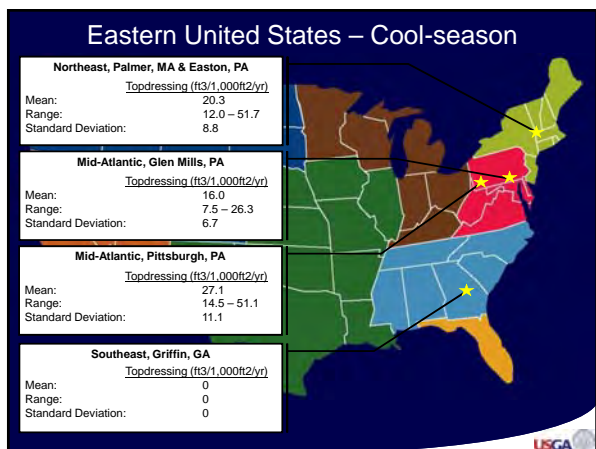 Eastern United States – Cool-season
Northeast, Palmer, MA & Easton, PA
Topdressing (ft3/1,000ft2/yr)
Mean: 20.3
Range: 12.0 – 51.7
Standard Deviation: 8.8
Mid-Atlantic, Glen Mills, PA
Topdressing (ft3/1,000ft2/yr)
Mean: 16.0
Range: 7.5 – 26.3
Standard Deviation: 6.7
Mid-Atlantic, Pittsburgh, PA
Topdressing (ft3/1,000ft2/yr)
Mean: 27.1
Range: 14.5 – 51.1
Standard Deviation: 11.1
Southeast, Griffin, GA
Topdressing (ft3/1,000ft2/yr)
Mean: 0
Range: 0
Standard Deviation: 0
USGA